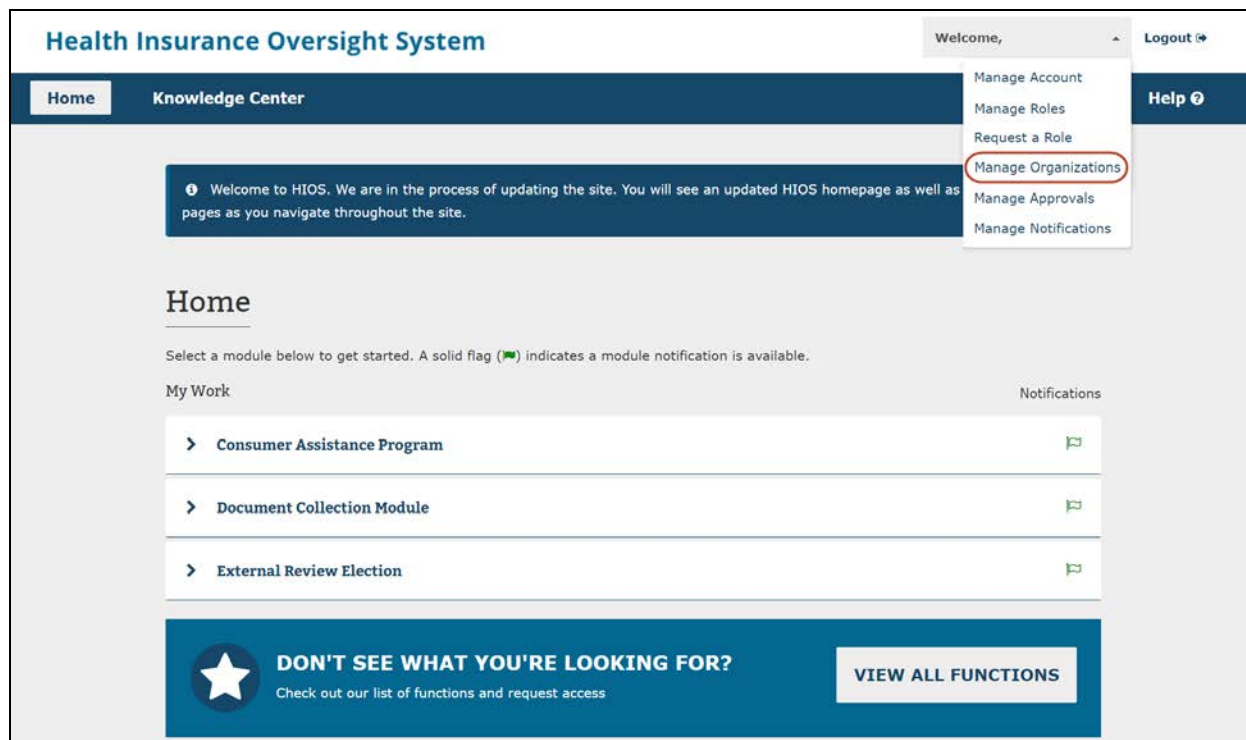 Health Insurance Oversight System
Welcome,
Logout
Home
Knowledge Center
Help
Manage Account
Manage Roles
Request a Role
Manage Organizations
Manage Approvals
Manage Notifications
Welcome to HIOS. We are in the process of updating the site. You will see an updated HIOS homepage as well as
pages as you navigate throughout the site.
Home
Select a module below to get started. A solid flag () indicates a module notification is available.
My Work
Notifications
Consumer Assistance Program
Document Collection Module
External Review Election
DON'T SEE WHAT YOU'RE LOOKING FOR?
Check out our list of functions and request access
VIEW ALL FUNCTIONS